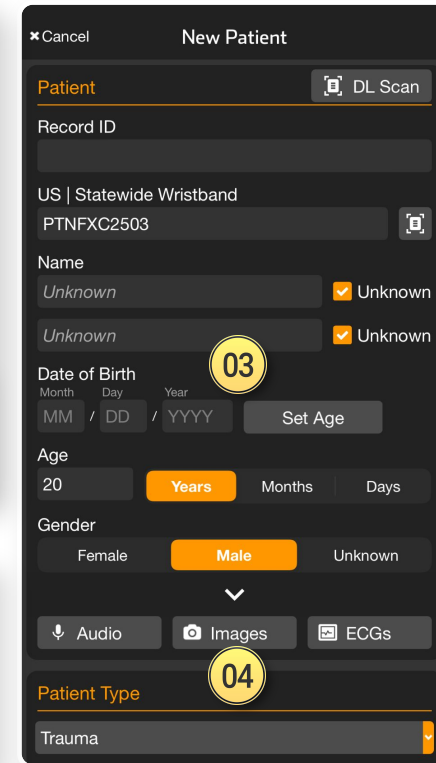 ×Cancel New Patient
Patient DL Scan
Record ID
US | Statewide Wristband
PTNFXC2503
Name
Unknown Unknown
Unknown Unknown
03
Date of Birth
Month Day Year
MM / DD / YYYY Set Age
Age
20 Years Months Days
Gender
Female Male Unknown
Audio Images ECGs
04
Patient Type
Trauma